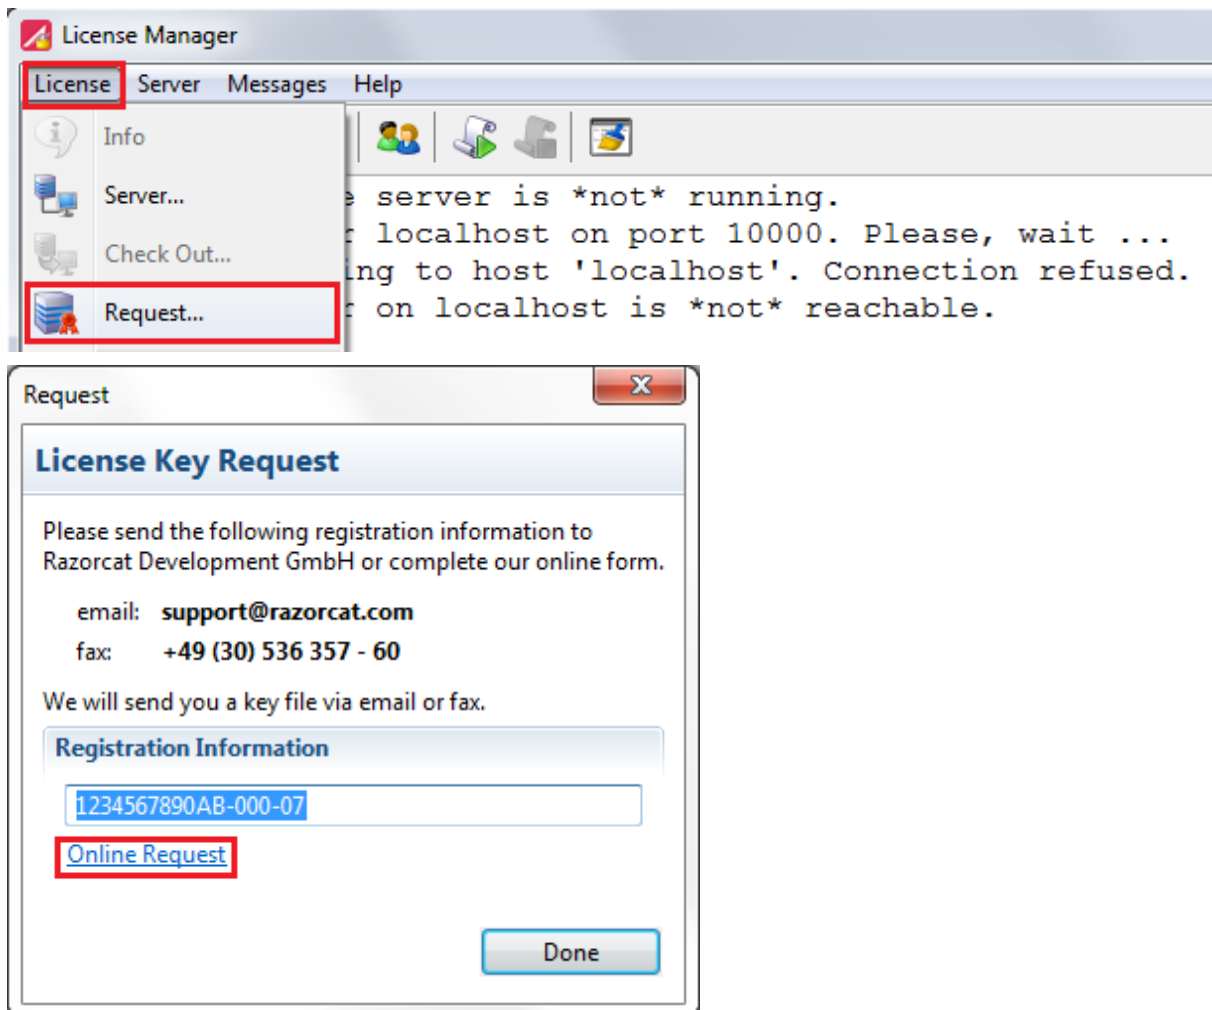 License Manager
License Server Messages Help
Info
Server...
server is *not* running.
Check Out...
localhost on port 10000. Please, wait ...
ing to host 'localhost'. Connection refused.
Request...
on localhost is *not* reachable.
Request
License Key Request
Please send the following registration information to
Razorcat Development GmbH or complete our online form.
email: support@razorcat.com
fax: +49 (30) 536 357 - 60
We will send you a key file via email or fax.
Registration Information
1234567890AB-000-07
Online Request
Done